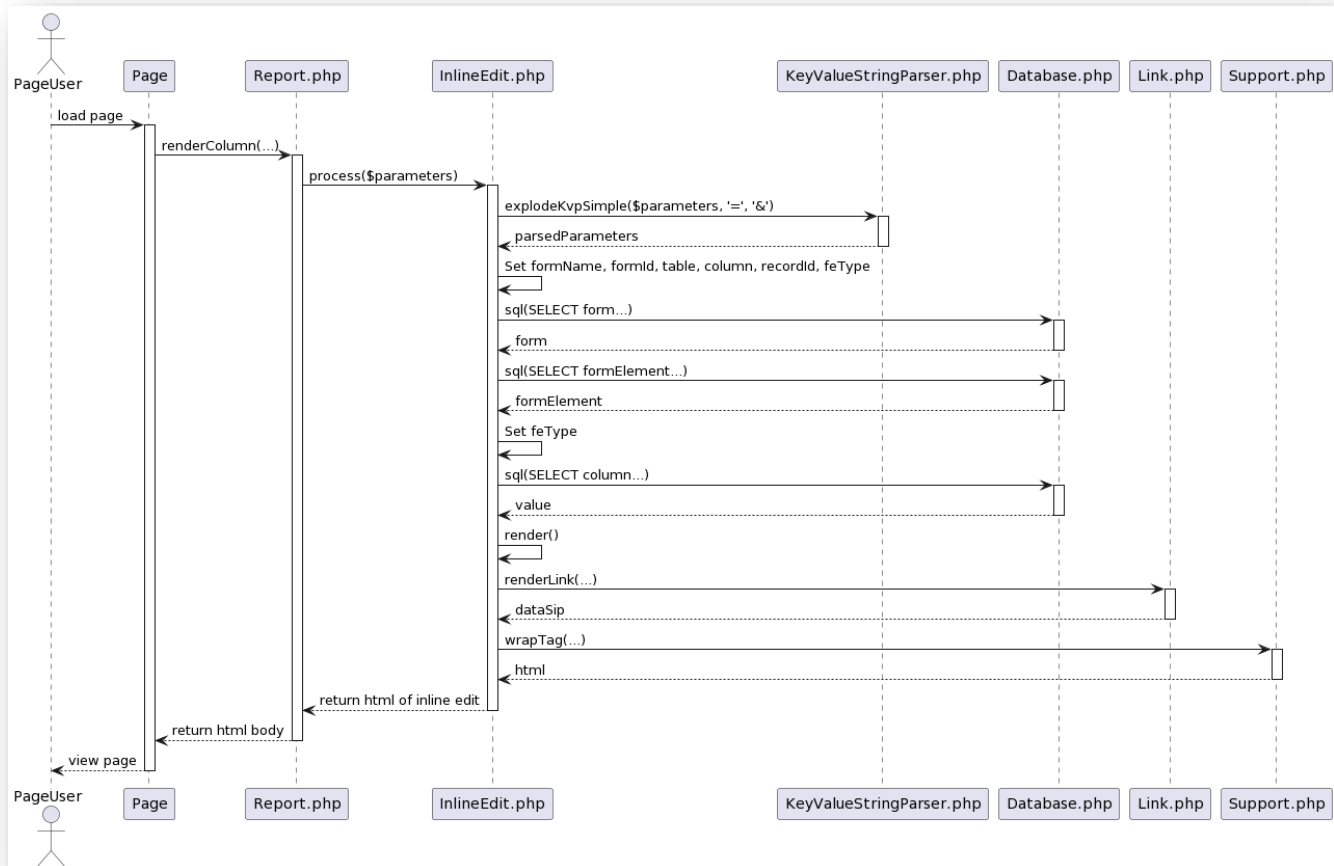 PageUser
Page
Report.php
InlineEdit.php
KeyValueStringParser.php
Database.php
Link.php
Support.php
load page
renderColumn(...)
process($parameters)
explodeKvpSimple($parameters, '=', '&')
parsedParameters
Set formName, formId, table, column, recordId, feType
sql(SELECT form...)
form
sql(SELECT formElement...)
formElement
Set feType
sql(SELECT column...)
value
render()
renderLink(...)
dataSip
wrapTag(...)
html
return html of inline edit
return html body
view page
PageUser
Page
Report.php
InlineEdit.php
KeyValueStringParser.php
Database.php
Link.php
Support.php